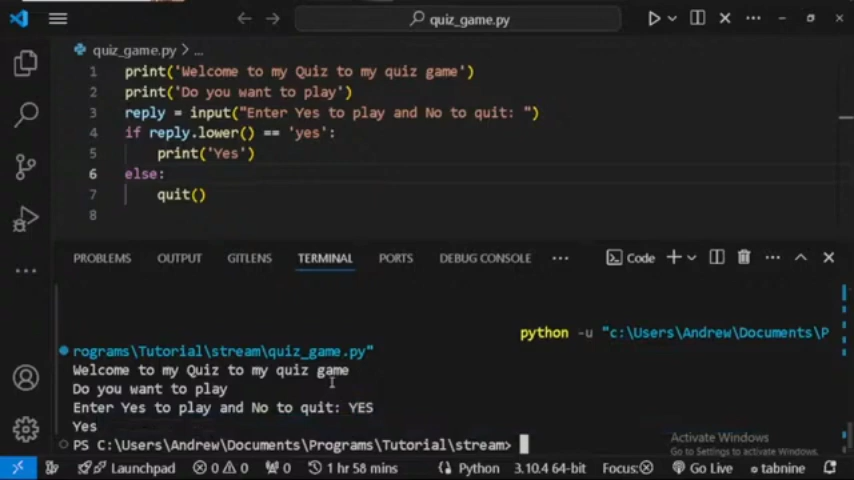 quiz_game.py
quiz_game.py > ...
1 print('Welcome to my Quiz to my quiz game')
2 print('Do you want to play')
3 reply = input("Enter Yes to play and No to quit: ")
4 if reply.lower() == 'yes':
5 print('Yes')
6 else:
7 quit()
8
PROBLEMS OUTPUT GITLENS TERMINAL PORTS DEBUG CONSOLE ... Code
python -u "c:\Users\Andrew\Documents\P
rograms\Tutorial\stream\quiz_game.py"
Welcome to my Quiz to my quiz game
Do you want to play
Enter Yes to play and No to quit: YES
Yes
PS C:\Users\Andrew\Documents\Programs\Tutorial\stream>
Activate Windows
Go to Settings to activate Windows.
Launchpad 0 0 0 1 hr 58 mins Python 3.10.4 64-bit Focus: Go Live tabnine